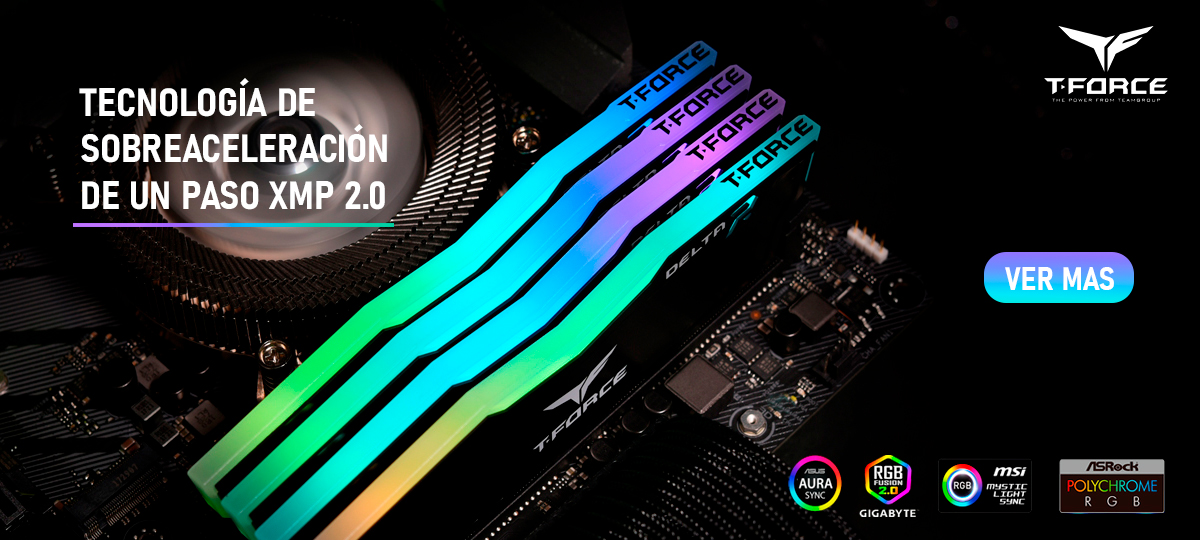 TECNOLOGÍA DE
SOBREACELERACIÓN
DE UN PASO XMP 2.0
T-FORCE
THE POWER FROM TEAMGROUP
T-FORCE
T-FORCE
T-FORCE
T-FORCE
DELTA R
T-FORCE
VER MAS
ASUS
AURA
SYNC
RGB
FUSION
2.0
GIGABYTE
RGB
msi
MYSTIC
LIGHT
SYNC
ASRock
POLYCHROME
RGB